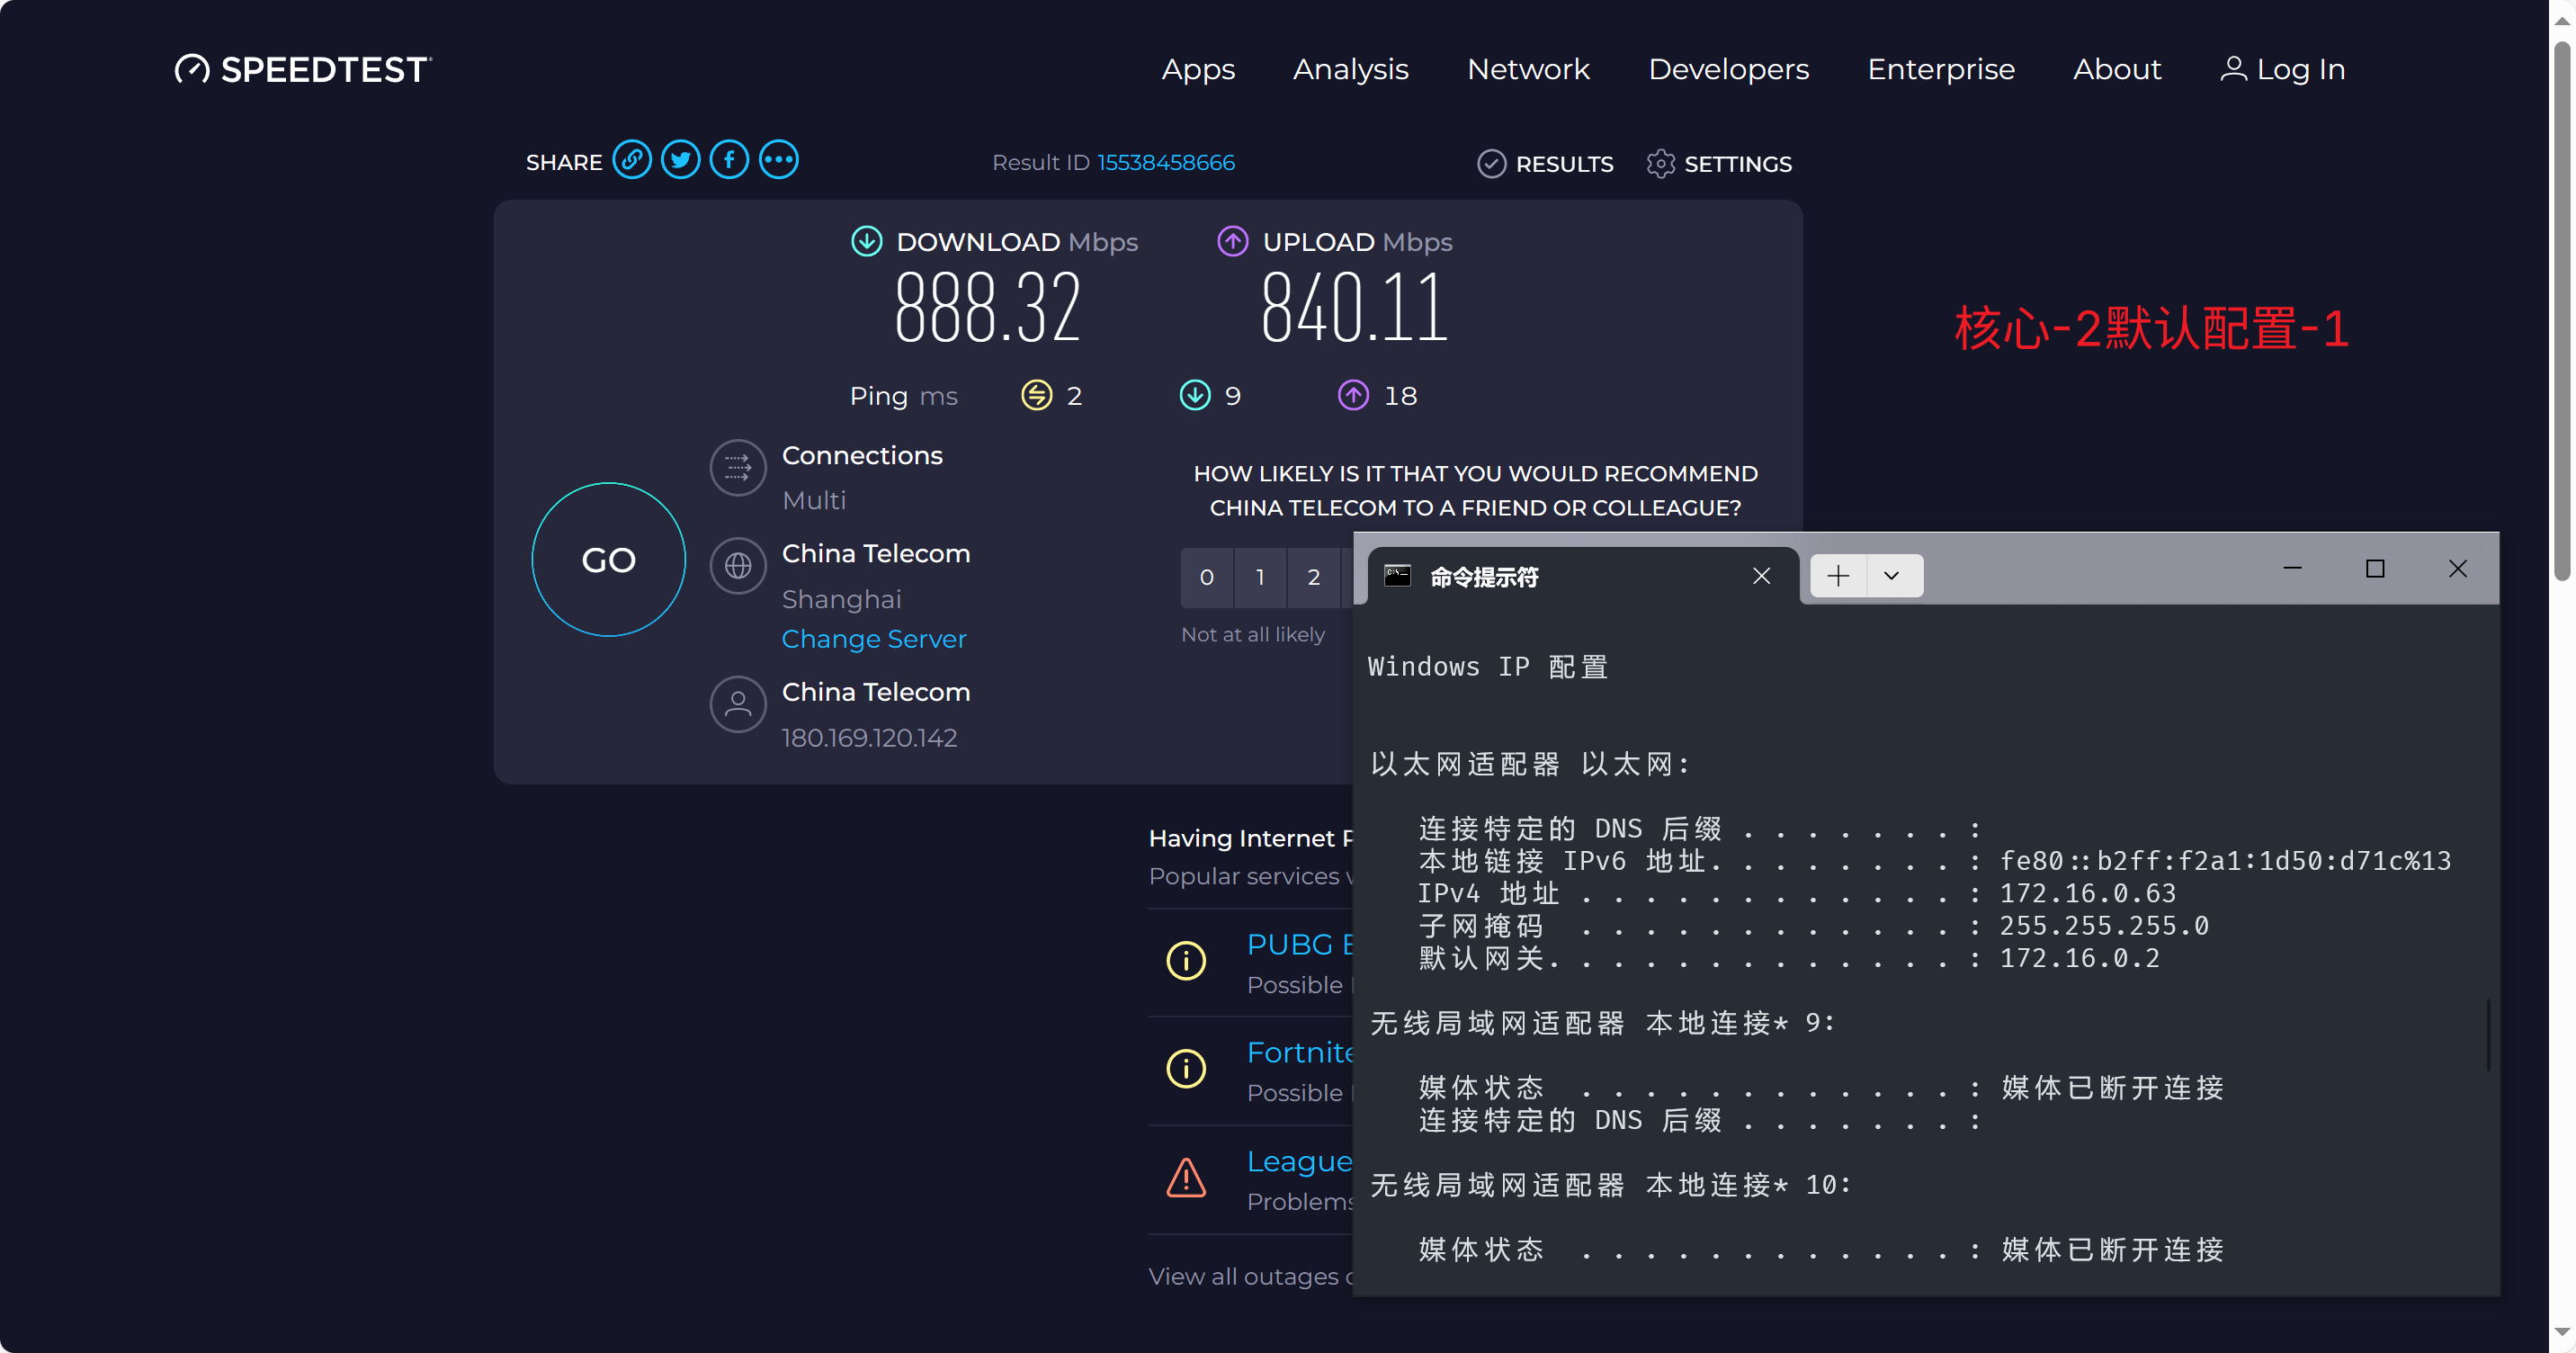 SPEEDTEST
Apps Analysis Network Developers Enterprise About Log In
SHARE
Result ID 15538458666
RESULTS SETTINGS
DOWNLOAD Mbps
888.32
UPLOAD Mbps
840.11
Ping ms 2 9 18
核心-2默认配置-1
GO
Connections
Multi
China Telecom
Shanghai
Change Server
China Telecom
180.169.120.142
HOW LIKELY IS IT THAT YOU WOULD RECOMMEND
CHINA TELECOM TO A FRIEND OR COLLEAGUE?
0 1 2
Not at all likely
Having Internet
Popular services
PUBG
Possible
Fortnite
Possible
League
Problems
View all outages
命令提示符
Windows IP 配置
以太网适配器 以太网:
连接特定的 DNS 后缀 . . . . . . . :
本地链接 IPv6 地址. . . . . . . . : fe80::b2ff:f2a1:1d50:d71c%13
IPv4 地址 . . . . . . . . . . . . : 172.16.0.63
子网掩码 . . . . . . . . . . . . : 255.255.255.0
默认网关. . . . . . . . . . . . . : 172.16.0.2
无线局域网适配器 本地连接* 9:
媒体状态 . . . . . . . . . . . . : 媒体已断开连接
连接特定的 DNS 后缀 . . . . . . . :
无线局域网适配器 本地连接* 10:
媒体状态 . . . . . . . . . . . . : 媒体已断开连接